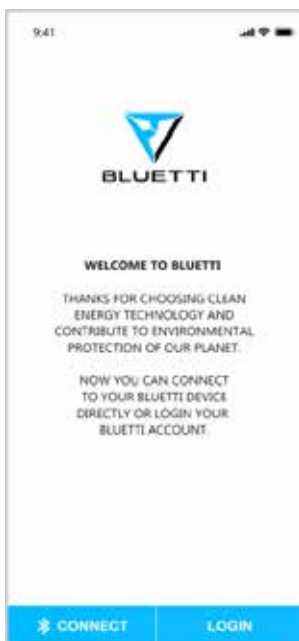 9:41
BLUETTI
WELCOME TO BLUETTI
THANKS FOR CHOOSING CLEAN
ENERGY TECHNOLOGY AND
CONTRIBUTE TO ENVIRONMENTAL
PROTECTION OF OUR PLANET.
NOW YOU CAN CONNECT
TO YOUR BLUETTI DEVICE
DIRECTLY OR LOGIN YOUR
BLUETTI ACCOUNT.
CONNECT LOGIN